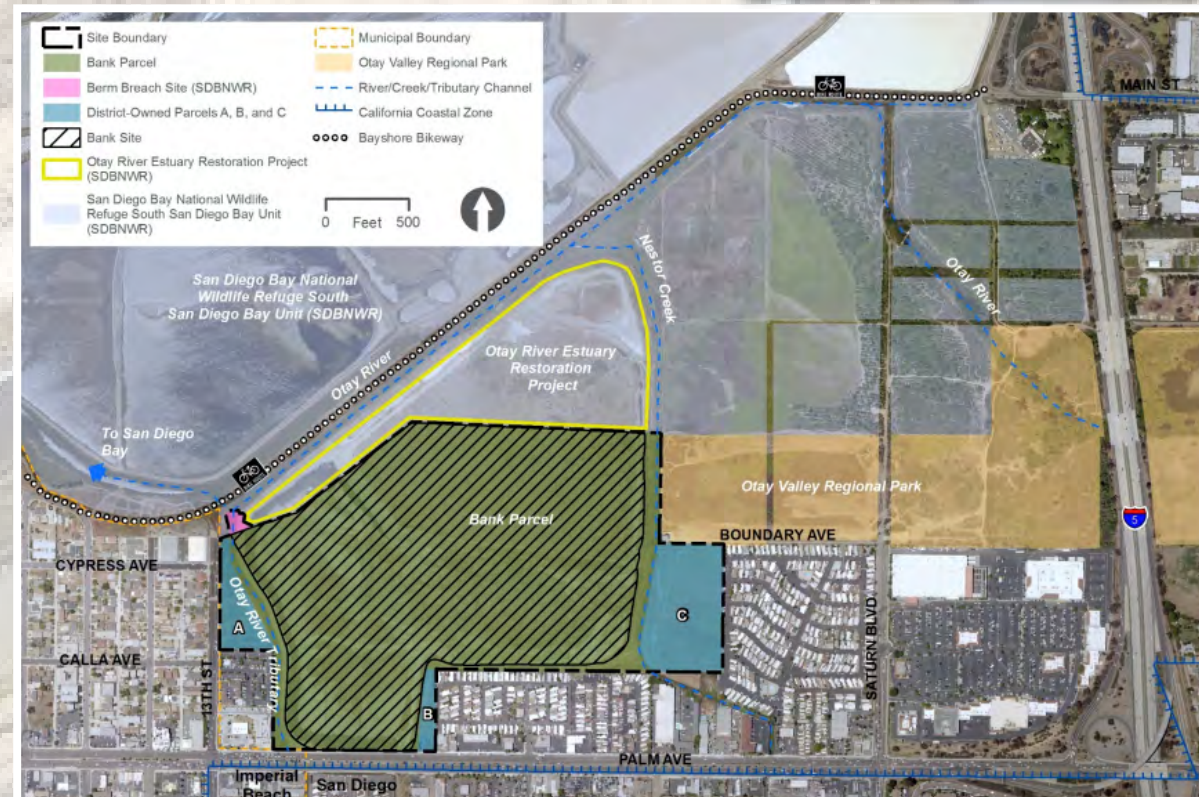 Site Boundary
Bank Parcel
Berm Breach Site (SDBNWR)
District-Owned Parcels A, B, and C
Bank Site
Otay River Estuary Restoration Project
(SDBNWR)
San Diego Bay National Wildlife
Refuge South San Diego Bay Unit
(SDBNWR)
Municipal Boundary
Otay Valley Regional Park
River/Creek/Tributary Channel
California Coastal Zone
Bayshore Bikeway
0 Feet 500
MAIN ST
San Diego Bay National
Wildlife Refuge South
San Diego Bay Unit (SDBNWR)
Nestor Creek
Otay River
Otay River
Otay River Estuary
Restoration
Project
To San Diego
Bay
Otay Valley Regional Park
Bank Parcel
5
BOUNDARY AVE
CYPRESS AVE
Otay River Tributary
A
C
CALLA AVE
13TH ST
SATURN BLVD
B
PALM AVE
Imperial
Beach
San Diego